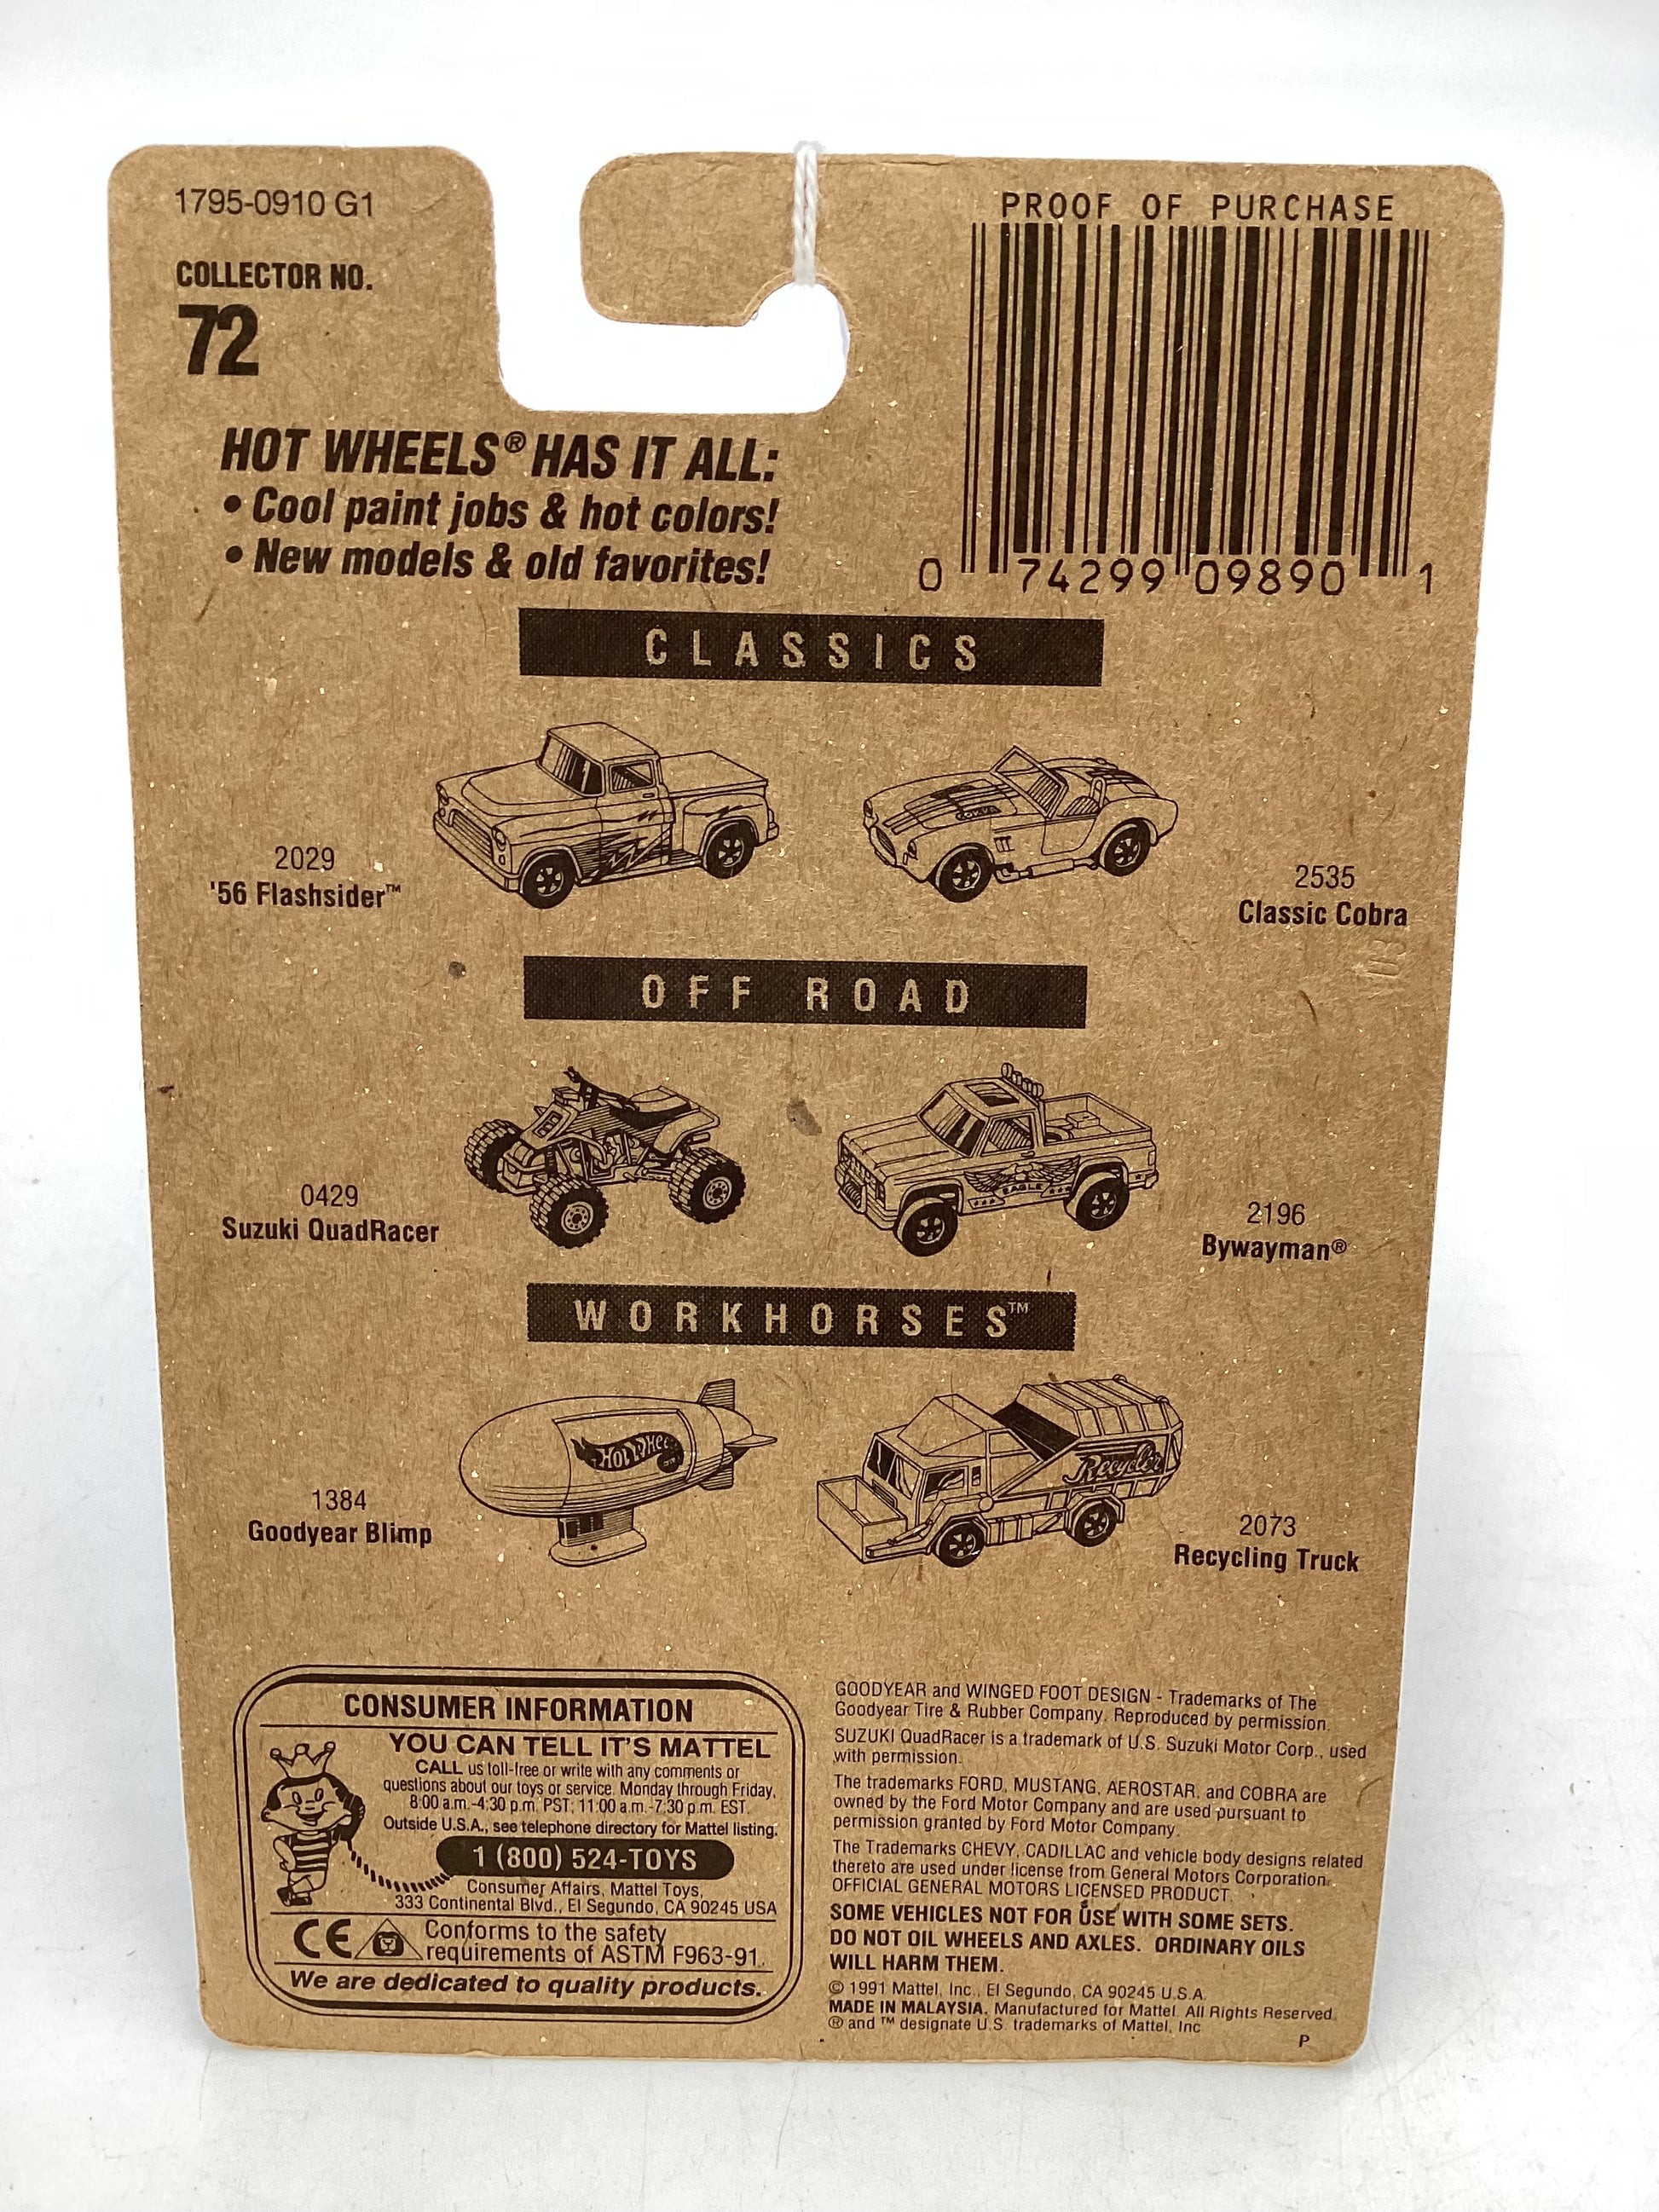 1795-0910 G1
COLLECTOR NO.
72
PROOF OF PURCHASE
0 74299 09890 1
HOT WHEELS® HAS IT ALL:
• Cool paint jobs & hot colors!
• New models & old favorites!
CLASSICS
2029
'56 Flashsider™
COBRA
2535
Classic Cobra
OFF ROAD
0429
Suzuki QuadRacer
EAGLE
2196
Bywayman®
WORKHORSES™
HOT WHEELS
1384
Goodyear Blimp
Recycler
2073
Recycling Truck
CONSUMER INFORMATION
YOU CAN TELL IT'S MATTEL
CALL us toll-free or write with any comments or
questions about our toys or service. Monday through Friday,
8:00 a.m.-4:30 p.m. PST; 11:00 a.m.-7:30 p.m. EST.
Outside U.S.A., see telephone directory for Mattel listing.
1 (800) 524-TOYS
Consumer Affairs, Mattel Toys,
333 Continental Blvd., El Segundo, CA 90245 USA
CE Conforms to the safety
requirements of ASTM F963-91.
We are dedicated to quality products.
GOODYEAR and WINGED FOOT DESIGN - Trademarks of The
Goodyear Tire & Rubber Company. Reproduced by permission.
SUZUKI QuadRacer is a trademark of U.S. Suzuki Motor Corp., used
with permission.
The trademarks FORD, MUSTANG, AEROSTAR, and COBRA are
owned by the Ford Motor Company and are used pursuant to
permission granted by Ford Motor Company.
The Trademarks CHEVY, CADILLAC and vehicle body designs related
thereto are used under license from General Motors Corporation.
OFFICIAL GENERAL MOTORS LICENSED PRODUCT.
SOME VEHICLES NOT FOR USE WITH SOME SETS.
DO NOT OIL WHEELS AND AXLES. ORDINARY OILS
WILL HARM THEM.
© 1991 Mattel, Inc., El Segundo, CA 90245 U.S.A.
MADE IN MALAYSIA. Manufactured for Mattel. All Rights Reserved.
® and ™ designate U.S. trademarks of Mattel, Inc.
P